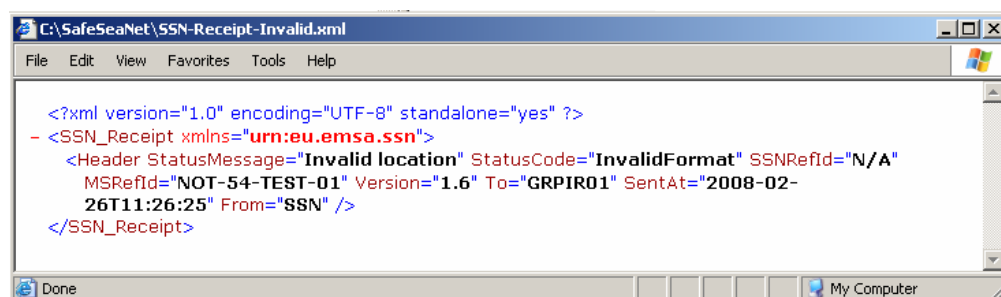 C:\SafeSeaNet\SSN-Receipt-Invalid.xml
File Edit View Favorites Tools Help
<?xml version="1.0" encoding="UTF-8" standalone="yes" ?>
- <SSN_Receipt xmlns="urn:eu.emsa.ssn">
<Header StatusMessage="Invalid location" StatusCode="InvalidFormat" SSNRefId="N/A"
MSRefId="NOT-54-TEST-01" Version="1.6" To="GRPIR01" SentAt="2008-02-
26T11:26:25" From="SSN" />
</SSN_Receipt>
Done My Computer